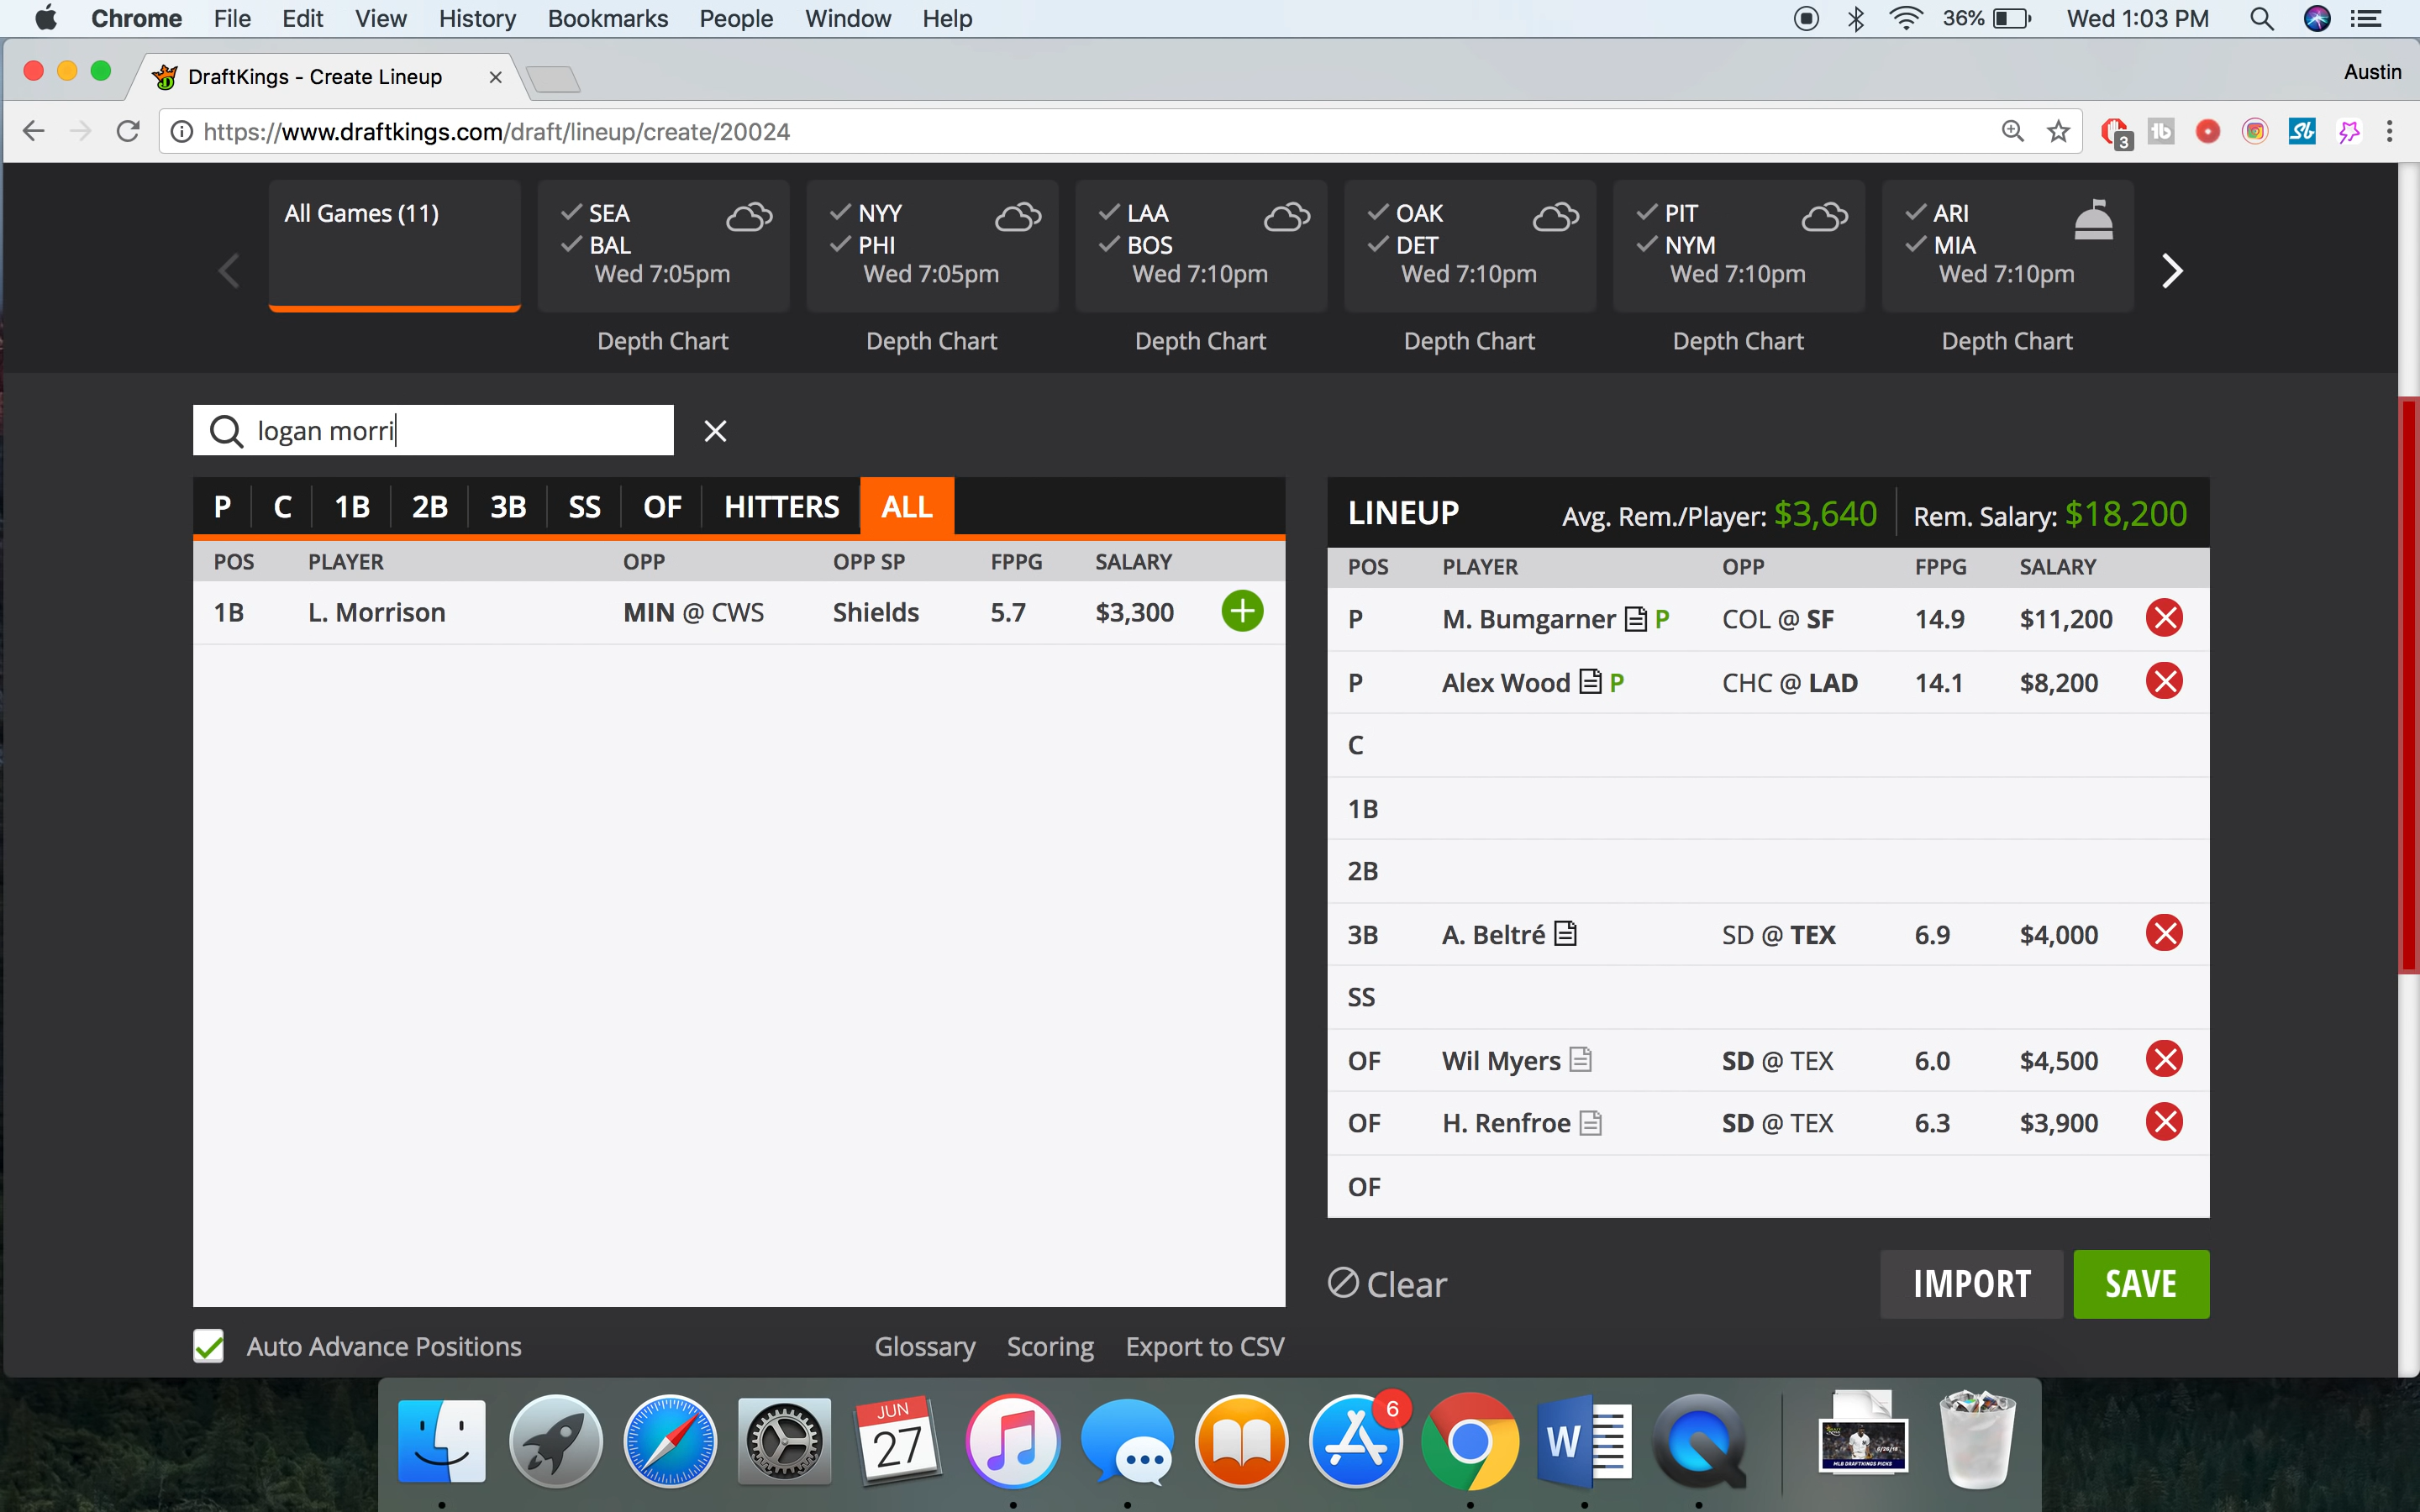 Chrome File Edit View History Bookmarks People Window Help 36% Wed 1:03 PM
DraftKings - Create Lineup Austin
https://www.draftkings.com/draft/lineup/create/20024 3 tb Sb
All Games (11)
SEA BAL Wed 7:05pm Depth Chart
NYY PHI Wed 7:05pm Depth Chart
LAA BOS Wed 7:10pm Depth Chart
OAK DET Wed 7:10pm Depth Chart
PIT NYM Wed 7:10pm Depth Chart
ARI MIA Wed 7:10pm Depth Chart
logan morri
P C 1B 2B 3B SS OF HITTERS ALL
POS PLAYER OPP OPP SP FPPG SALARY
1B L. Morrison MIN @ CWS Shields 5.7 $3,300
Auto Advance Positions Glossary Scoring Export to CSV
LINEUP Avg. Rem./Player: $3,640 Rem. Salary: $18,200
POS PLAYER OPP FPPG SALARY
P M. Bumgarner P COL @ SF 14.9 $11,200
P Alex Wood P CHC @ LAD 14.1 $8,200
C
1B
2B
3B A. Beltré SD @ TEX 6.9 $4,000
SS
OF Wil Myers SD @ TEX 6.0 $4,500
OF H. Renfroe SD @ TEX 6.3 $3,900
OF
Clear IMPORT SAVE
JUN
27
6
W
MLB DRAFTKINGS PICKS